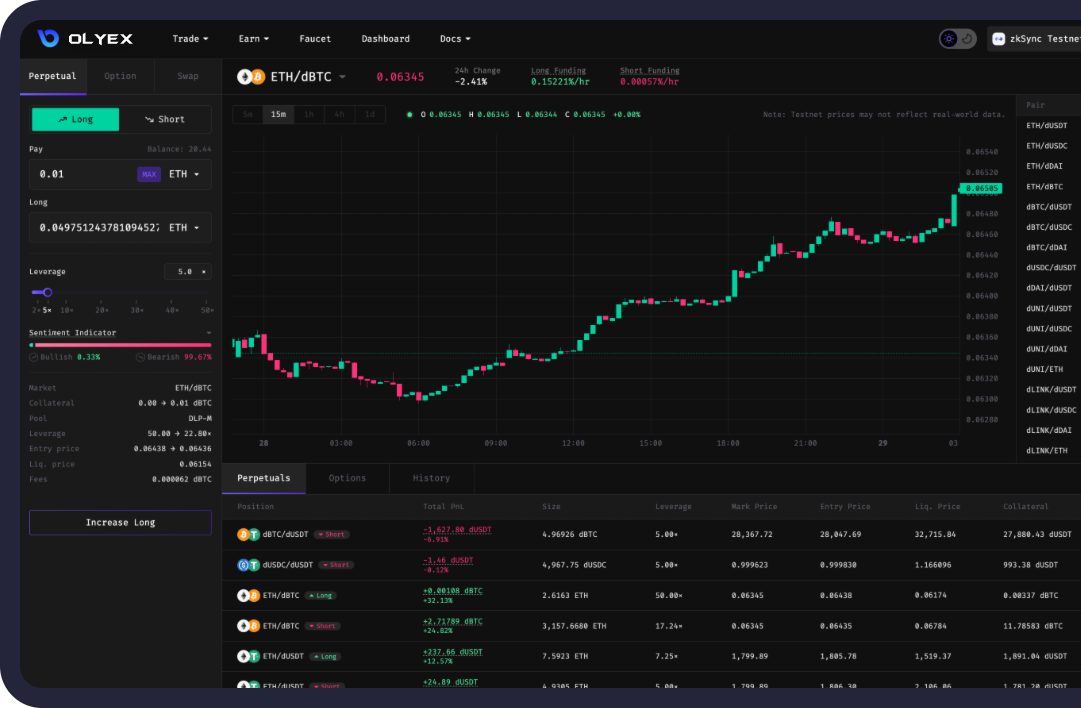 OLYEX Trade Earn Faucet Dashboard Docs zkSync Testnet
Perpetual Option Swap
Long Short
Pay Balance: 20.44
0.01 MAX ETH
Long
0.049751243781094527 ETH
Leverage 5.0 ×
2× 5× 10× 20× 30× 40× 50×
Sentiment Indicator
Bullish 0.33% Bearish 99.67%
Market ETH/dBTC
Collateral 0.00 → 0.01 dBTC
Pool DLP-M
Leverage 50.00 → 22.80×
Entry price 0.06438 → 0.06436
Liq. price 0.06154
Fees 0.000062 dBTC
Increase Long
ETH/dBTC 0.06345
24h Change
-2.41%
Long Funding
0.15221%/hr
Short Funding
0.00057%/hr
5m 15m 1h 4h 1d
O 0.06345 H 0.06345 L 0.06344 C 0.06345 +0.00%
Note: Testnet prices may not reflect real-world data.
0.06540
0.06520
0.06505
0.06480
0.06460
0.06440
0.06420
0.06400
0.06380
0.06360
0.06340
0.06320
0.06300
0.06280
28 03:00 06:00 09:00 12:00 15:00 18:00 21:00 29 03
Pair
ETH/dUSDT
ETH/dUSDC
ETH/dDAI
ETH/dBTC
dBTC/dUSDT
dBTC/dUSDC
dBTC/dDAI
dUSDC/dUSDT
dDAI/dUSDT
dUNI/dUSDT
dUNI/dUSDC
dUNI/dDAI
dUNI/ETH
dLINK/dUSDT
dLINK/dUSDC
dLINK/dDAI
dLINK/ETH
Perpetuals Options History
Position Total PnL Size Leverage Mark Price Entry Price Liq. Price Collateral
dBTC/dUSDT Short -1,627.80 dUSDT -6.91% 4.96926 dBTC 5.00× 28,367.72 28,047.69 32,715.84 27,880.43 dUSDT
dUSDC/dUSDT Short -1.46 dUSDT -0.12% 4,967.75 dUSDC 5.00× 0.999623 0.999830 1.166096 993.38 dUSDT
ETH/dBTC Long +0.00108 dBTC +32.13% 2.6163 ETH 50.00× 0.06345 0.06438 0.06174 0.00337 dBTC
ETH/dBTC Short +2.71789 dBTC +24.82% 3,157.6680 ETH 17.24× 0.06345 0.06435 0.06784 11.78583 dBTC
ETH/dUSDT Long +237.66 dUSDT +12.57% 7.5923 ETH 7.25× 1,799.89 1,805.78 1,519.37 1,891.04 dUSDT
ETH/dUSDT Short +24.89 dUSDT 4.9305 ETH 5.00× 1,799.89 1,806.30 2,106.06 1,781.20 dUSDT